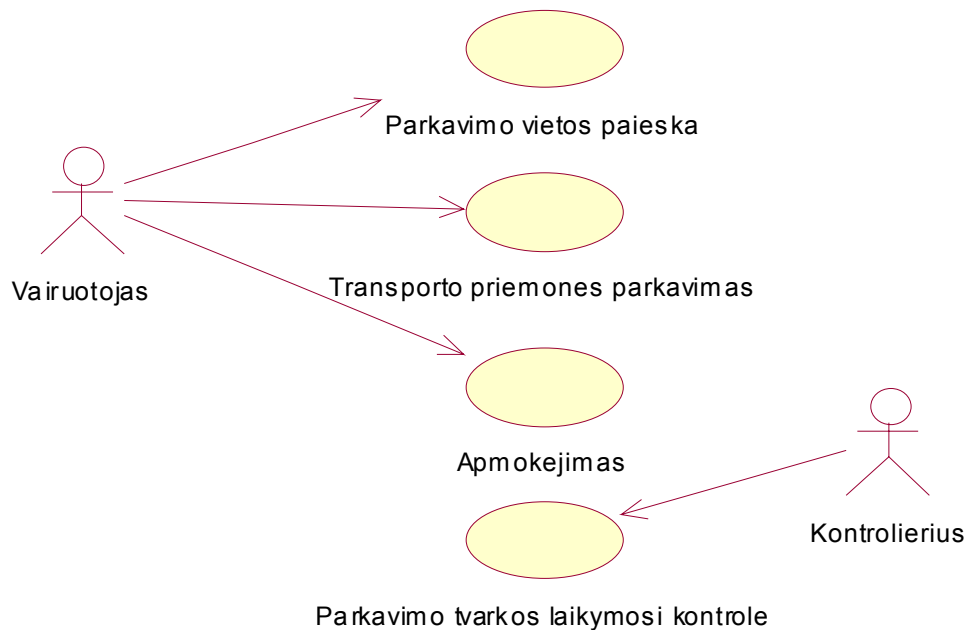 Parkavimo vietos paieska
Vairuotojas
Transporto priemones parkavimas
Apmokejimas
Kontrolierius
Parkavimo tvarkos laikymosi kontrole